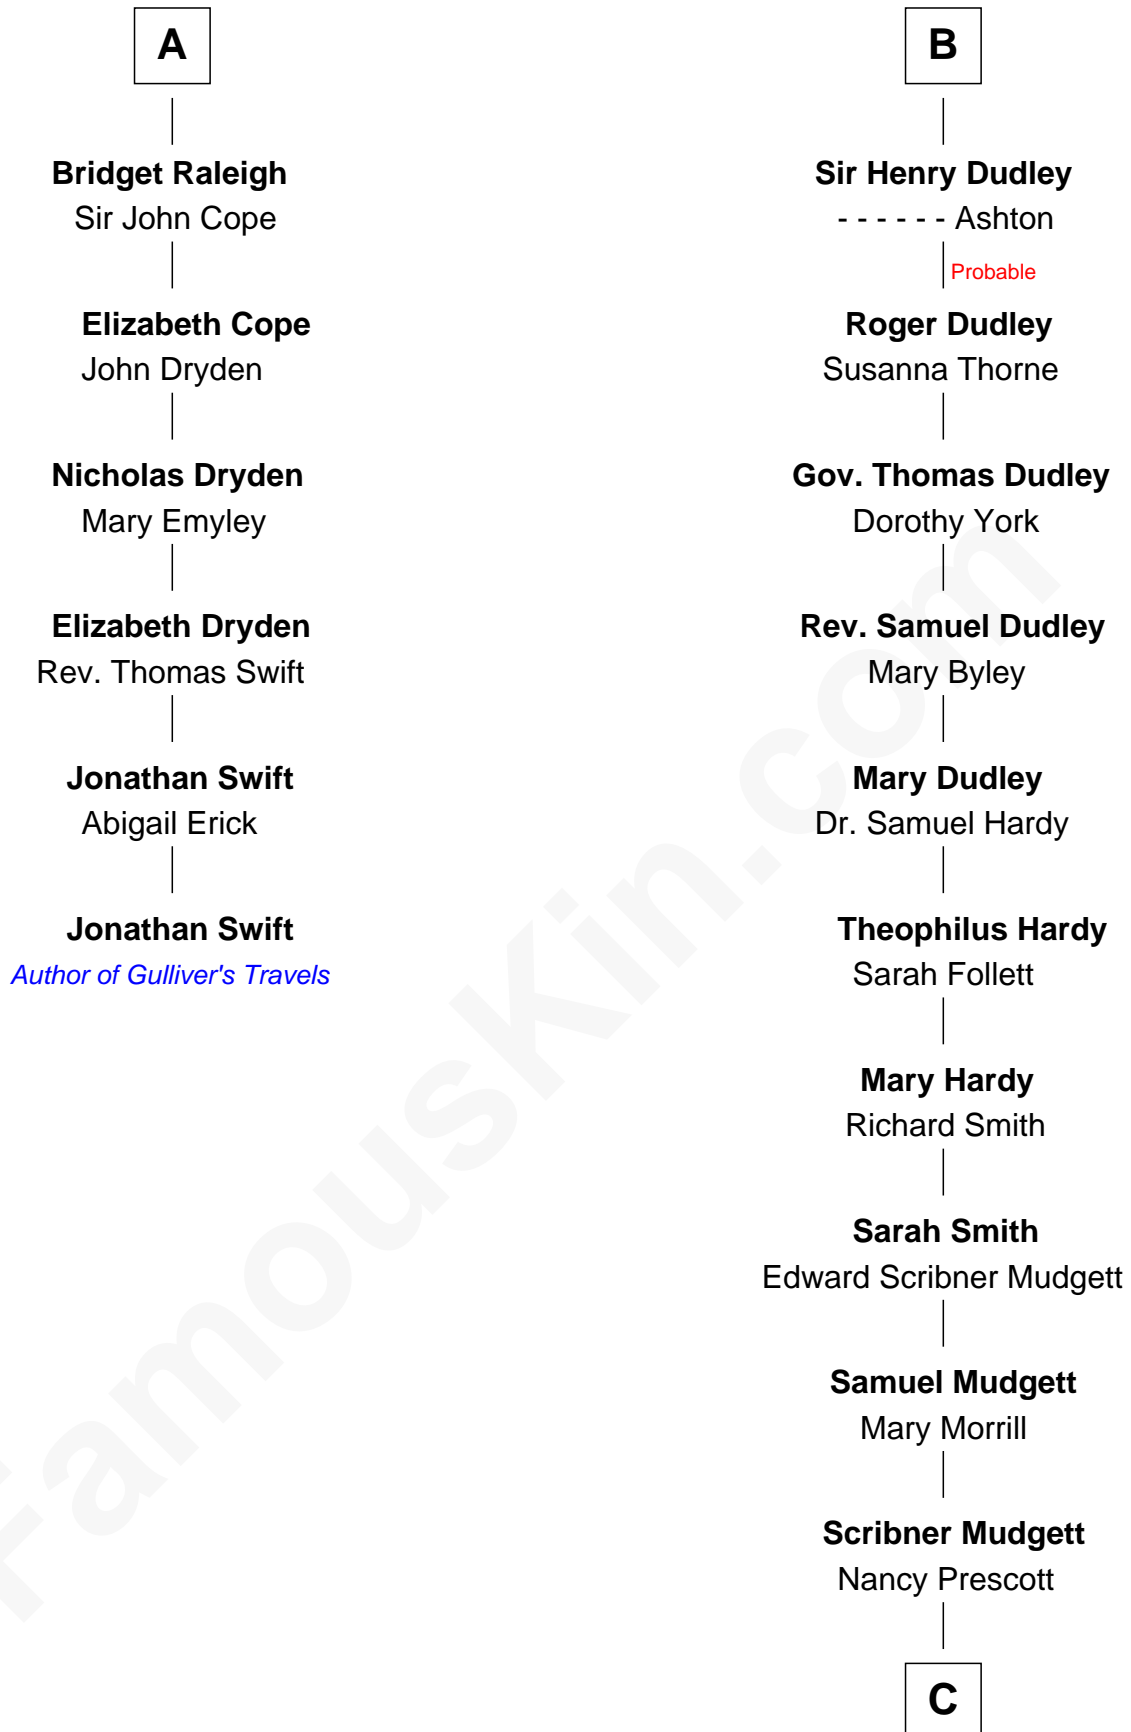 A
Bridget Raleigh
Sir John Cope
Elizabeth Cope
John Dryden
Nicholas Dryden
Mary Emyley
Elizabeth Dryden
Rev. Thomas Swift
Jonathan Swift
Abigail Erick
Jonathan Swift
Author of Gulliver's Travels
B
Sir Henry Dudley
- - - - - - Ashton
Probable
Roger Dudley
Susanna Thorne
Gov. Thomas Dudley
Dorothy York
Rev. Samuel Dudley
Mary Byley
Mary Dudley
Dr. Samuel Hardy
Theophilus Hardy
Sarah Follett
Mary Hardy
Richard Smith
Sarah Smith
Edward Scribner Mudgett
Samuel Mudgett
Mary Morrill
Scribner Mudgett
Nancy Prescott
C
FamousKin.com